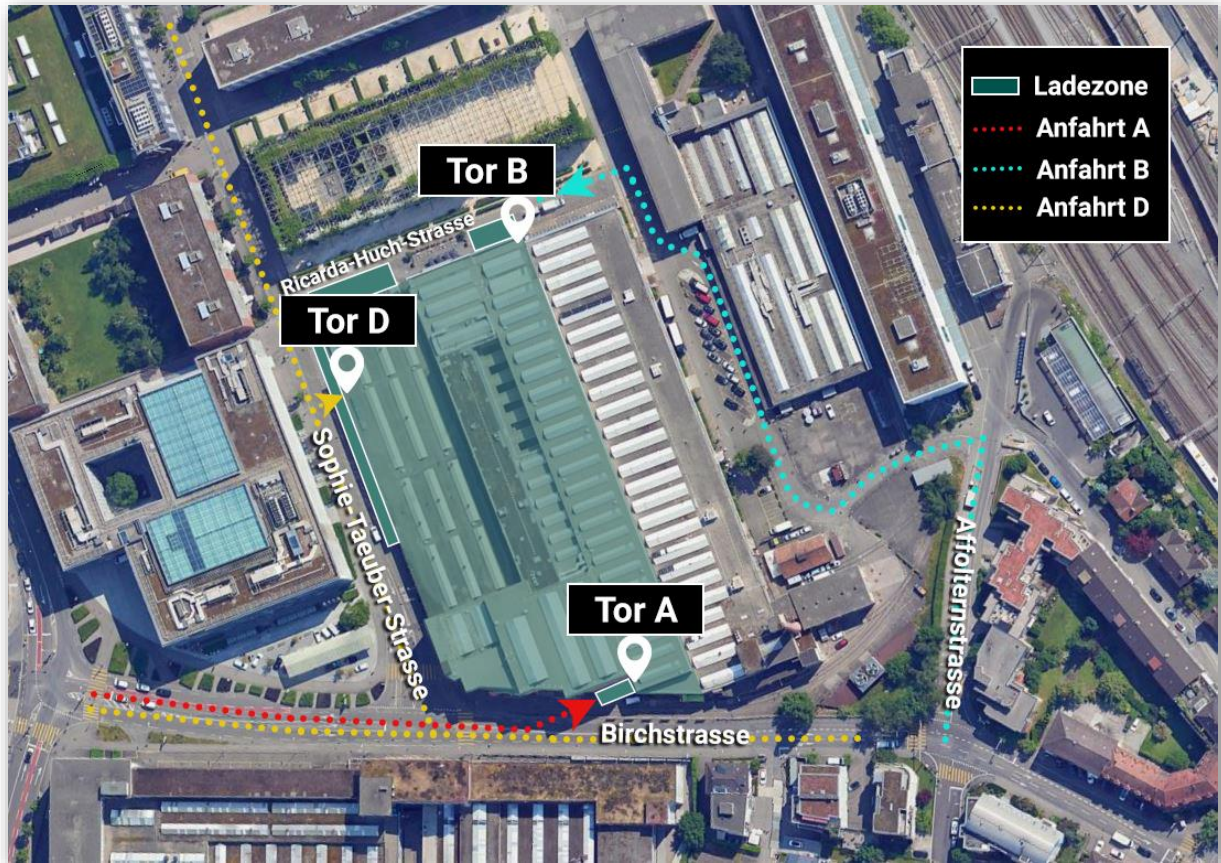 Ladezone
Anfahrt A
Anfahrt B
Anfahrt D
Tor B
Ricarda-Huch-Strasse
Tor D
Sophie-Taeuber-Strasse
Affolternstrasse
Tor A
Birchstrasse